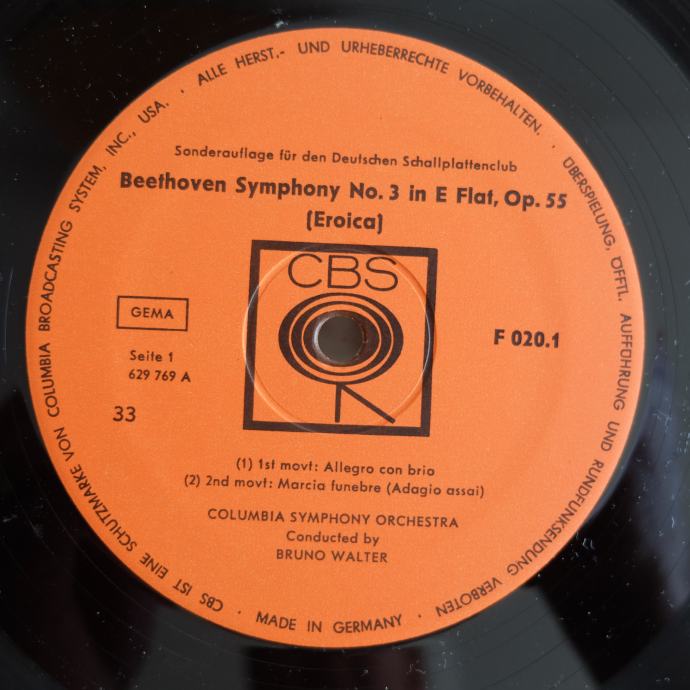 CBS IST EINE SCHUTZMARKE VON COLUMBIA BROADCASTING SYSTEM, INC., USA. · ALLE HERST.- UND URHEBERRECHTE VORBEHALTEN. · ÜBERSPIELUNG, ÖFFTL. AUFFÜHRUNG UND RUNDFUNKSENDUNG VERBOTEN · MADE IN GERMANY ·
Sonderauflage für den Deutschen Schallplattenclub
Beethoven Symphony No. 3 in E Flat, Op. 55
(Eroica)
CBS
GEMA
Seite 1
629 769 A
33
F 020.1
(1) 1st movt: Allegro con brio
(2) 2nd movt: Marcia funebre (Adagio assai)
COLUMBIA SYMPHONY ORCHESTRA
Conducted by
BRUNO WALTER